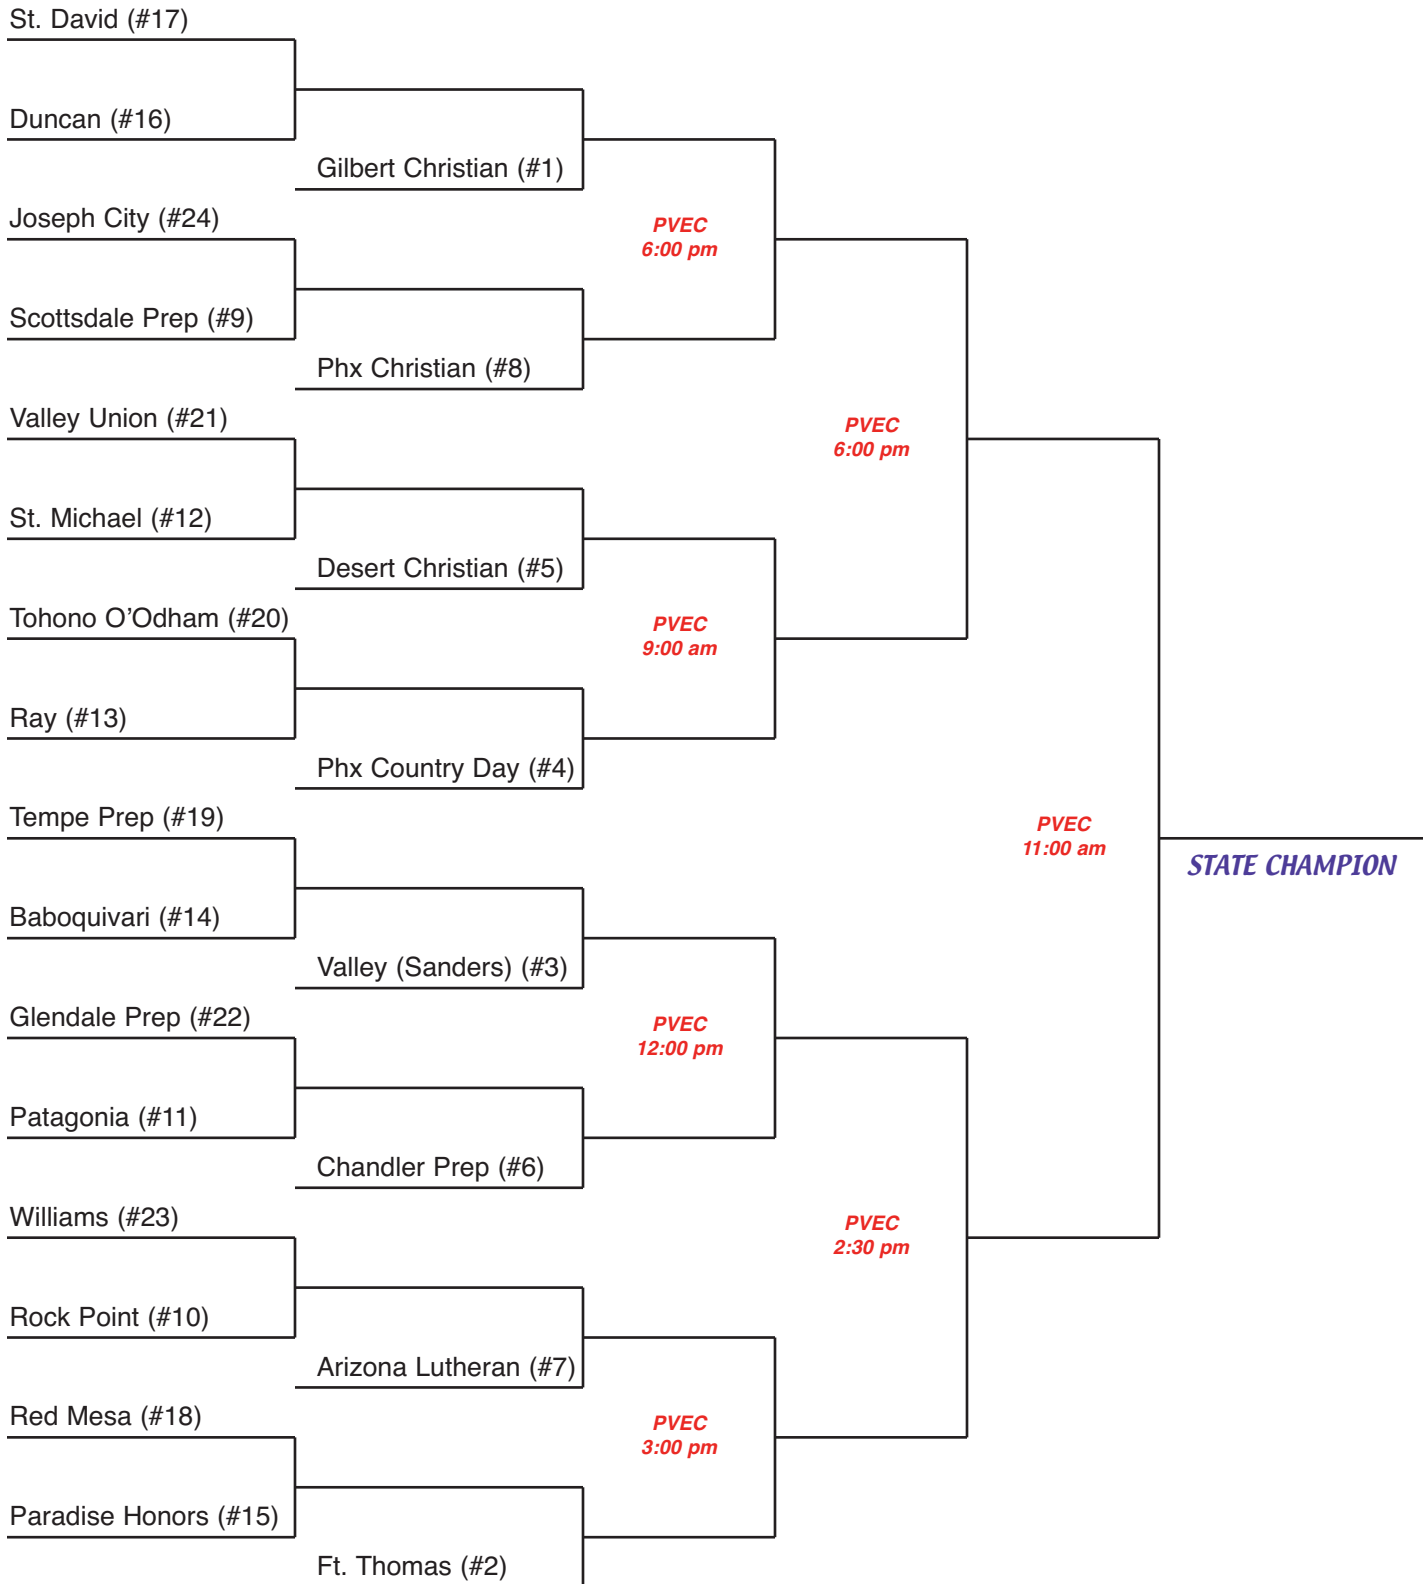 St. David (#17)
Duncan (#16)
Gilbert Christian (#1)
Joseph City (#24)
PVEC
6:00 pm
Scottsdale Prep (#9)
Phx Christian (#8)
Valley Union (#21)
PVEC
6:00 pm
St. Michael (#12)
Desert Christian (#5)
Tohono O’Odham (#20)
PVEC
9:00 am
Ray (#13)
Phx Country Day (#4)
Tempe Prep (#19)
PVEC
11:00 am
STATE CHAMPION
Baboquivari (#14)
Valley (Sanders) (#3)
Glendale Prep (#22)
PVEC
12:00 pm
Patagonia (#11)
Chandler Prep (#6)
Williams (#23)
PVEC
2:30 pm
Rock Point (#10)
Arizona Lutheran (#7)
Red Mesa (#18)
PVEC
3:00 pm
Paradise Honors (#15)
Ft. Thomas (#2)